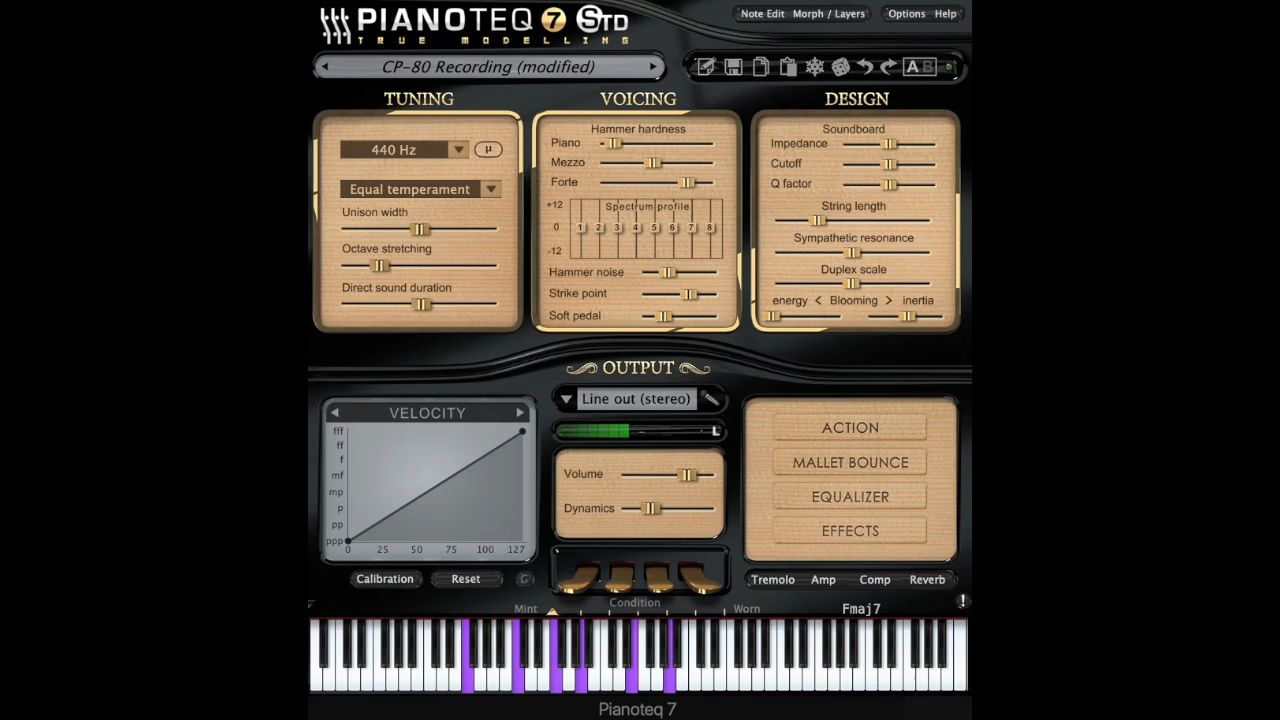 PIANOTEQ 7 STD
TRUE MODELLING
Note Edit Morph / Layers Options Help
CP-80 Recording (modified)
A B
TUNING
440 Hz µ
Equal temperament
Unison width
Octave stretching
Direct sound duration
VOICING
Hammer hardness
Piano
Mezzo
Forte
Spectrum profile
+12
0
-12
1 2 3 4 5 6 7 8
Hammer noise
Strike point
Soft pedal
DESIGN
Soundboard
Impedance
Cutoff
Q factor
String length
Sympathetic resonance
Duplex scale
energy < Blooming > inertia
OUTPUT
VELOCITY
fff
ff
f
mf
mp
p
pp
ppp
0 25 50 75 100 127
Calibration Reset
Line out (stereo)
L
Volume
Dynamics
ACTION
MALLET BOUNCE
EQUALIZER
EFFECTS
Tremolo Amp Comp Reverb
Mint Condition Worn
Fmaj7
!
Pianoteq 7